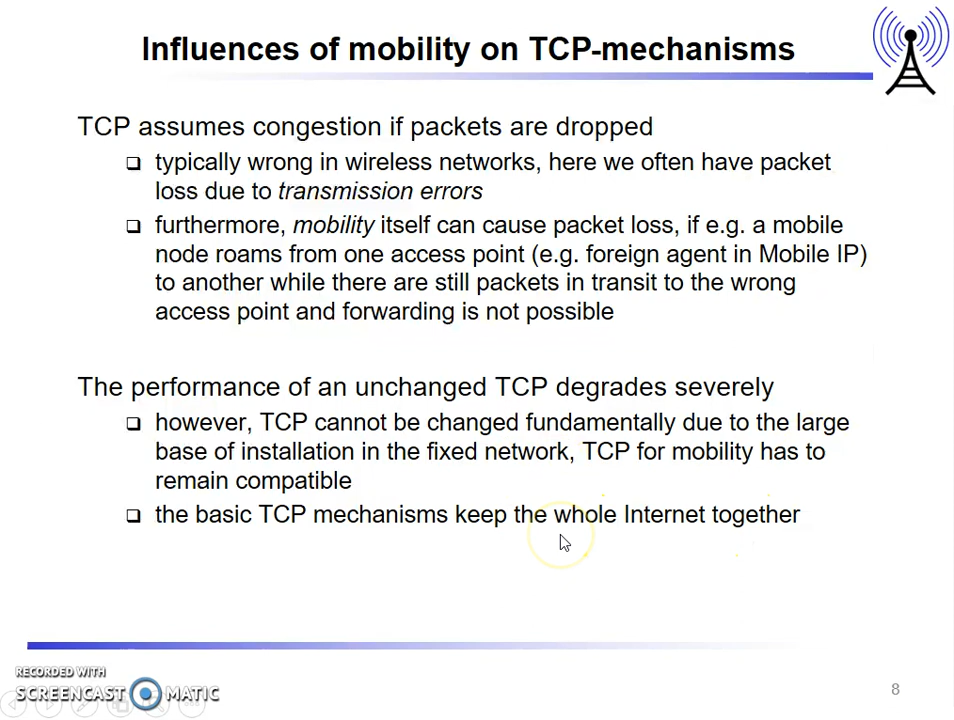 Influences of mobility on TCP-mechanisms
TCP assumes congestion if packets are dropped
typically wrong in wireless networks, here we often have packet
loss due to transmission errors
furthermore, mobility itself can cause packet loss, if e.g. a mobile
node roams from one access point (e.g. foreign agent in Mobile IP)
to another while there are still packets in transit to the wrong
access point and forwarding is not possible
The performance of an unchanged TCP degrades severely
however, TCP cannot be changed fundamentally due to the large
base of installation in the fixed network, TCP for mobility has to
remain compatible
the basic TCP mechanisms keep the whole Internet together
RECORDED WITH
SCREENCAST MATIC
8